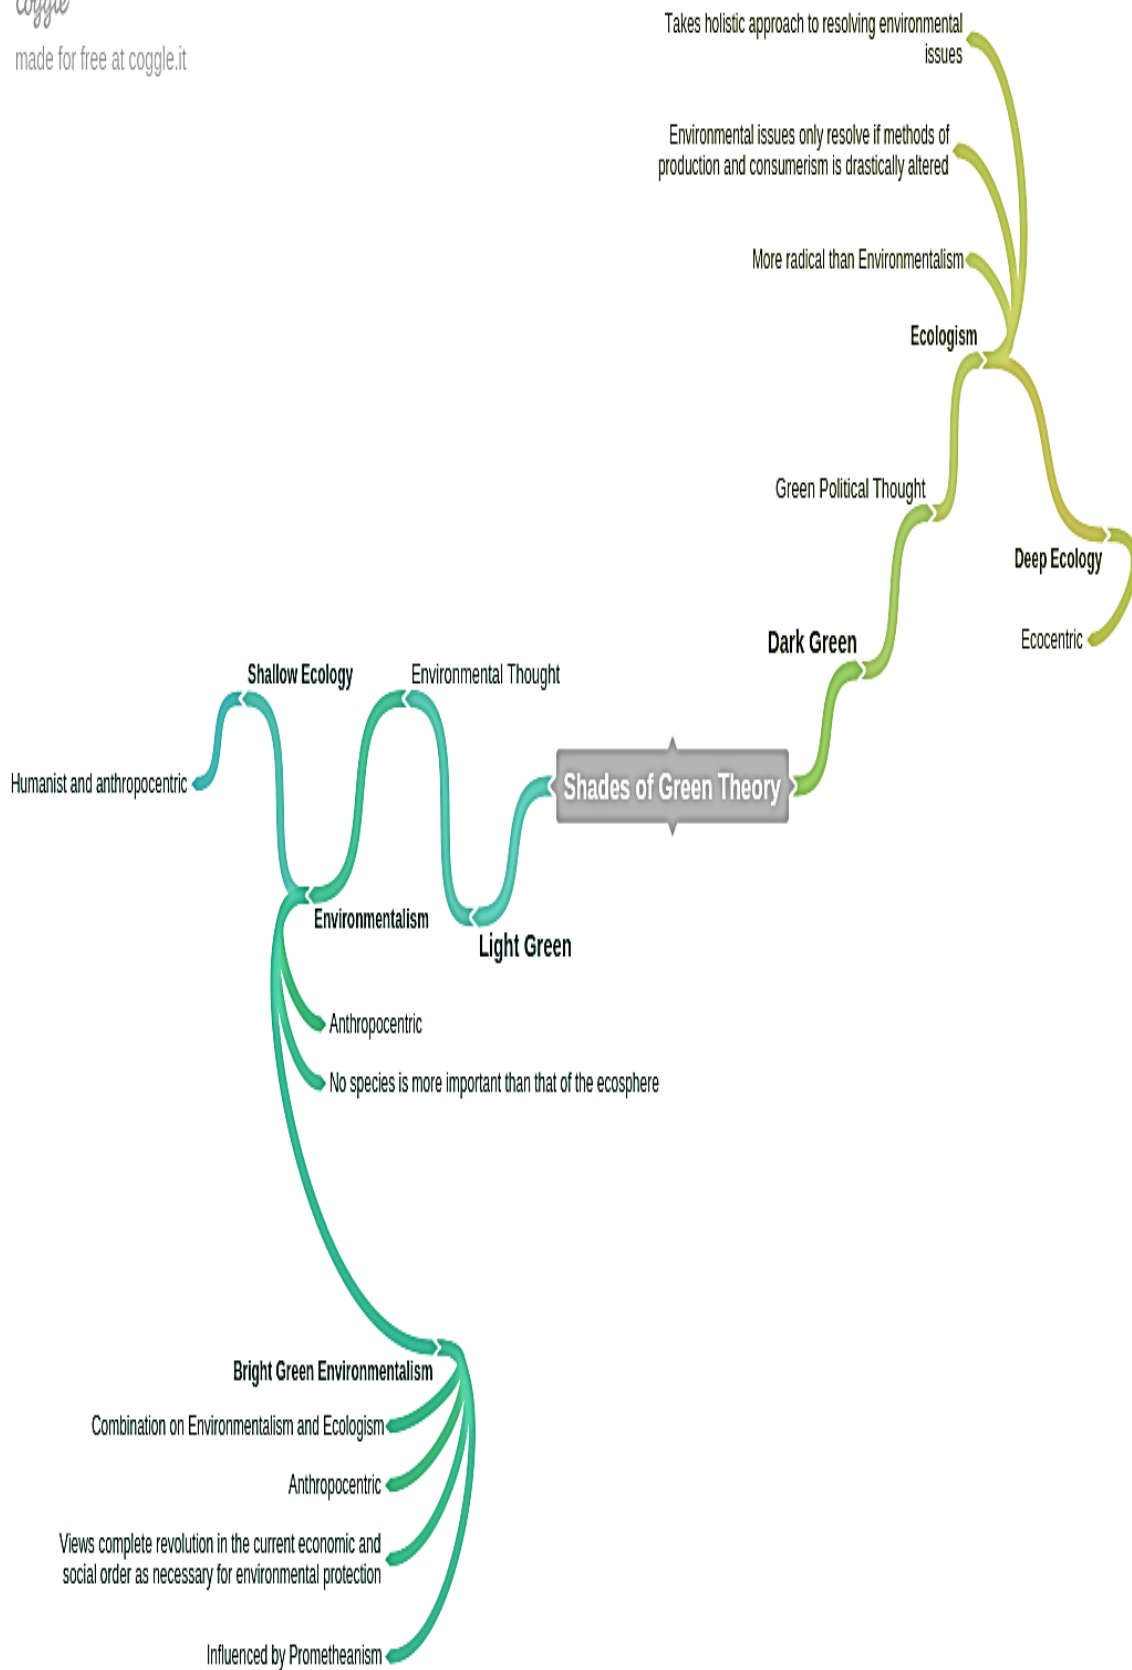 coggle
made for free at coggle.it
Takes holistic approach to resolving environmental
issues
Environmental issues only resolve if methods of
production and consumerism is drastically altered
More radical than Environmentalism
Ecologism
Green Political Thought
Deep Ecology
Ecocentric
Dark Green
Shallow Ecology
Environmental Thought
Humanist and anthropocentric
Shades of Green Theory
Environmentalism
Light Green
Anthropocentric
No species is more important than that of the ecosphere
Bright Green Environmentalism
Combination on Environmentalism and Ecologism
Anthropocentric
Views complete revolution in the current economic and
social order as necessary for environmental protection
Influenced by Prometheanism